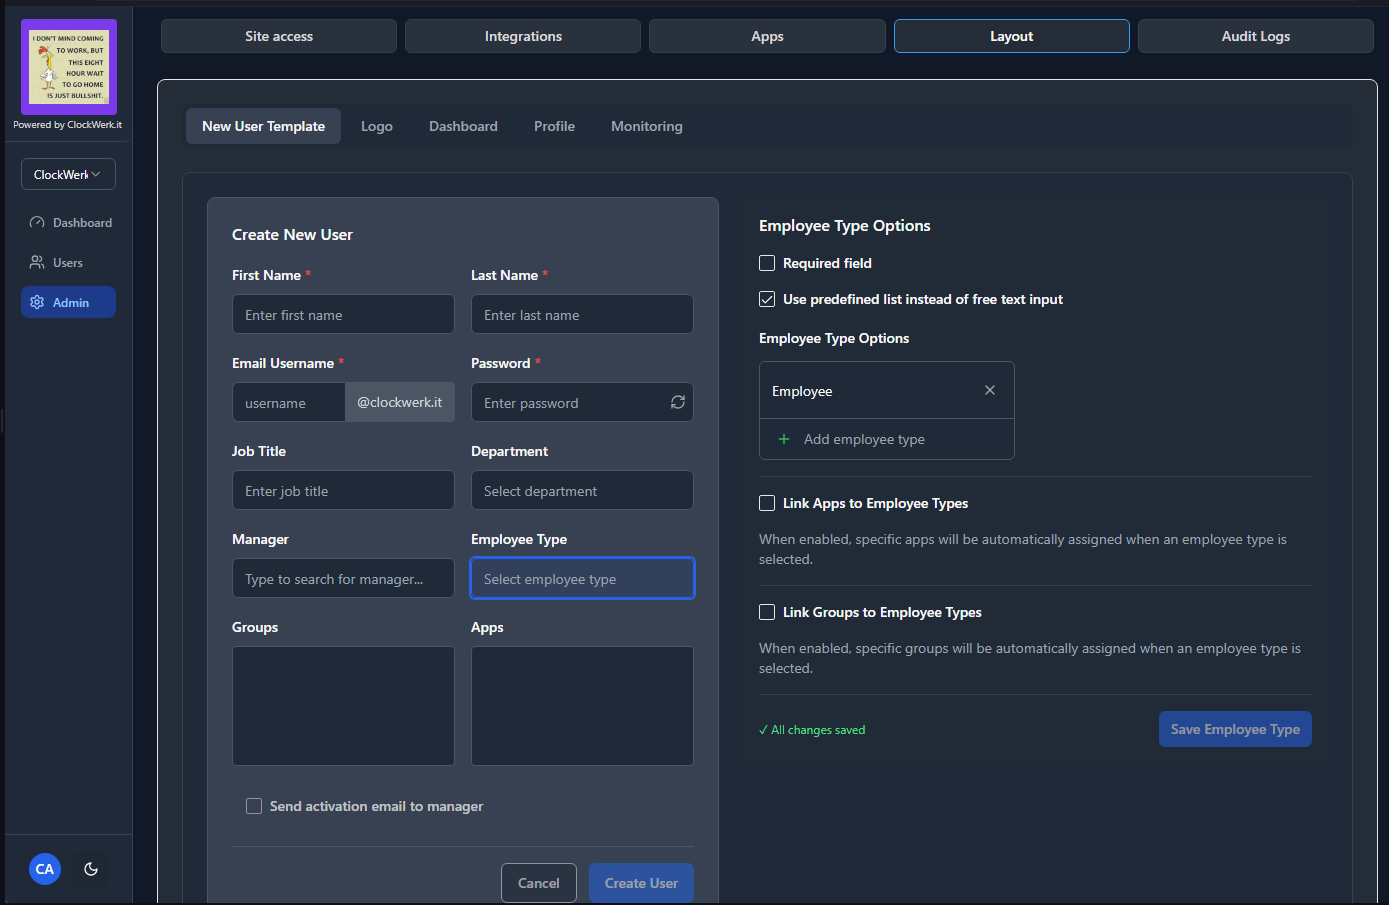 I DON'T MIND COMING
TO WORK, BUT
THIS EIGHT
HOUR WAIT
TO GO HOME
IS JUST BULLSHIT.
Powered by ClockWerk.it
ClockWerk
Dashboard
Users
Admin
CA
Site access
Integrations
Apps
Layout
Audit Logs
New User Template
Logo
Dashboard
Profile
Monitoring
Create New User
First Name *
Last Name *
Enter first name
Enter last name
Email Username *
Password *
username
@clockwerk.it
Enter password
Job Title
Department
Enter job title
Select department
Manager
Employee Type
Type to search for manager...
Select employee type
Groups
Apps
Send activation email to manager
Cancel
Create User
Employee Type Options
Required field
Use predefined list instead of free text input
Employee Type Options
Employee
Add employee type
Link Apps to Employee Types
When enabled, specific apps will be automatically assigned when an employee type is
selected.
Link Groups to Employee Types
When enabled, specific groups will be automatically assigned when an employee type is
selected.
✓ All changes saved
Save Employee Type